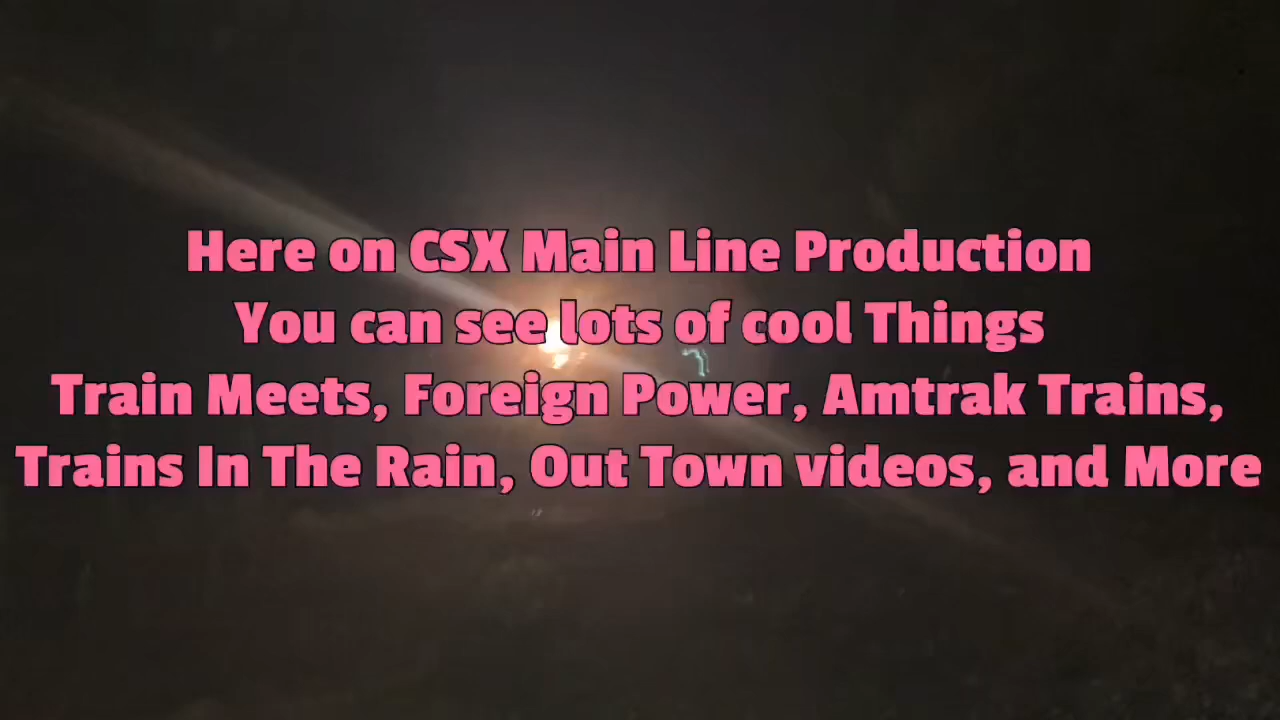 Here on CSX Main Line Production
You can see lots of cool Things
Train Meets, Foreign Power, Amtrak Trains,
Trains In The Rain, Out Town videos, and More